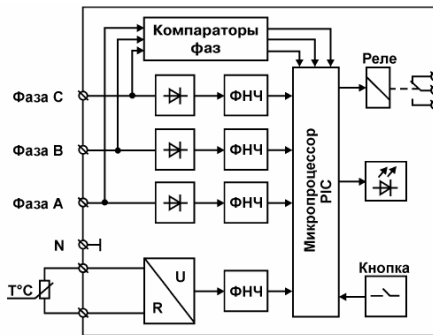 Компараторы
фаз
Реле
Фаза C
ФНЧ
Фаза B
ФНЧ
Фаза A
ФНЧ
Микропроцессор
PIC
N
Кнопка
T°C
U
R
ФНЧ